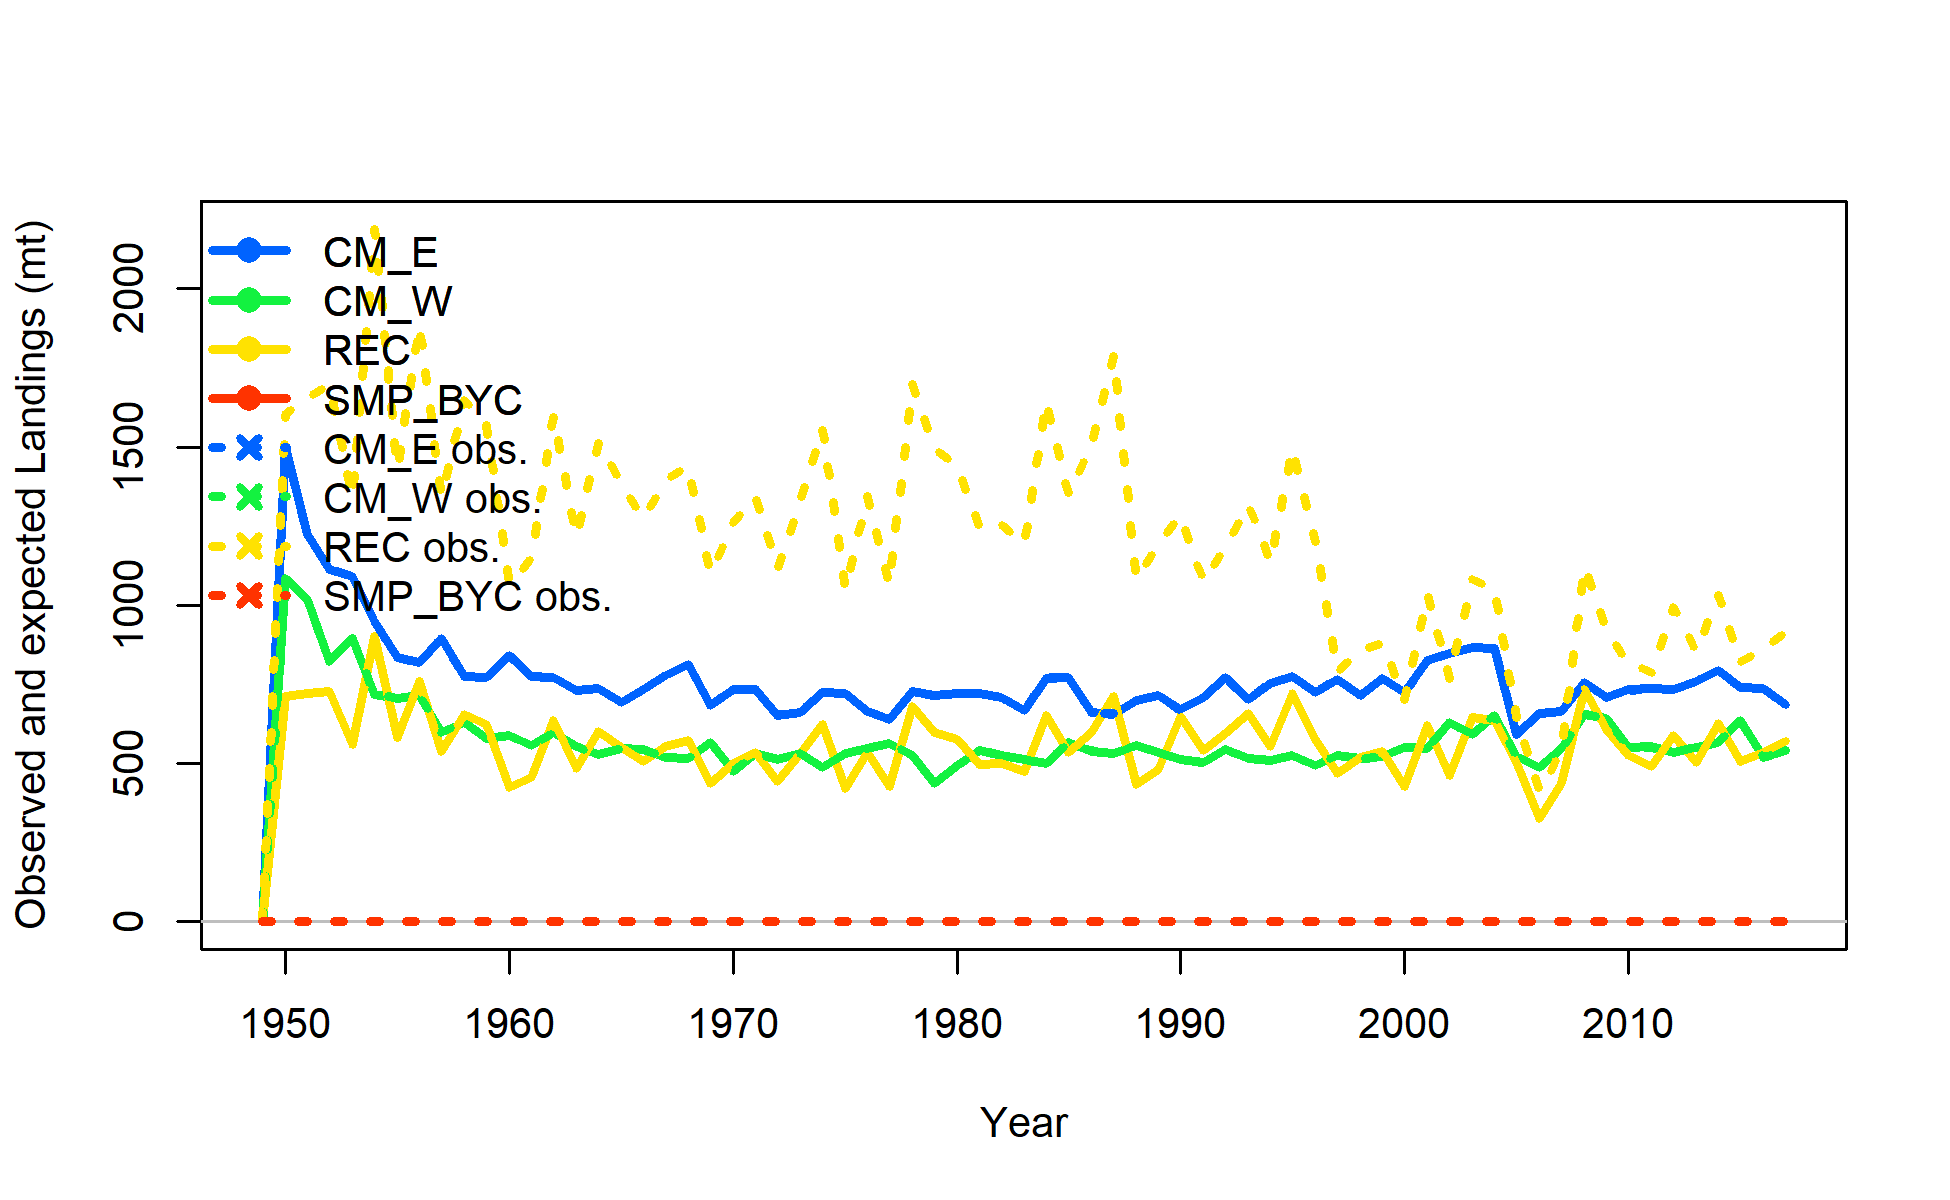 Observed and expected Landings (mt)
2000
1500
1000
500
0
CM_E
CM_W
REC
SMP_BYC
CM_E obs.
CM_W obs.
REC obs.
SMP_BYC obs.
1950 1960 1970 1980 1990 2000 2010
Year